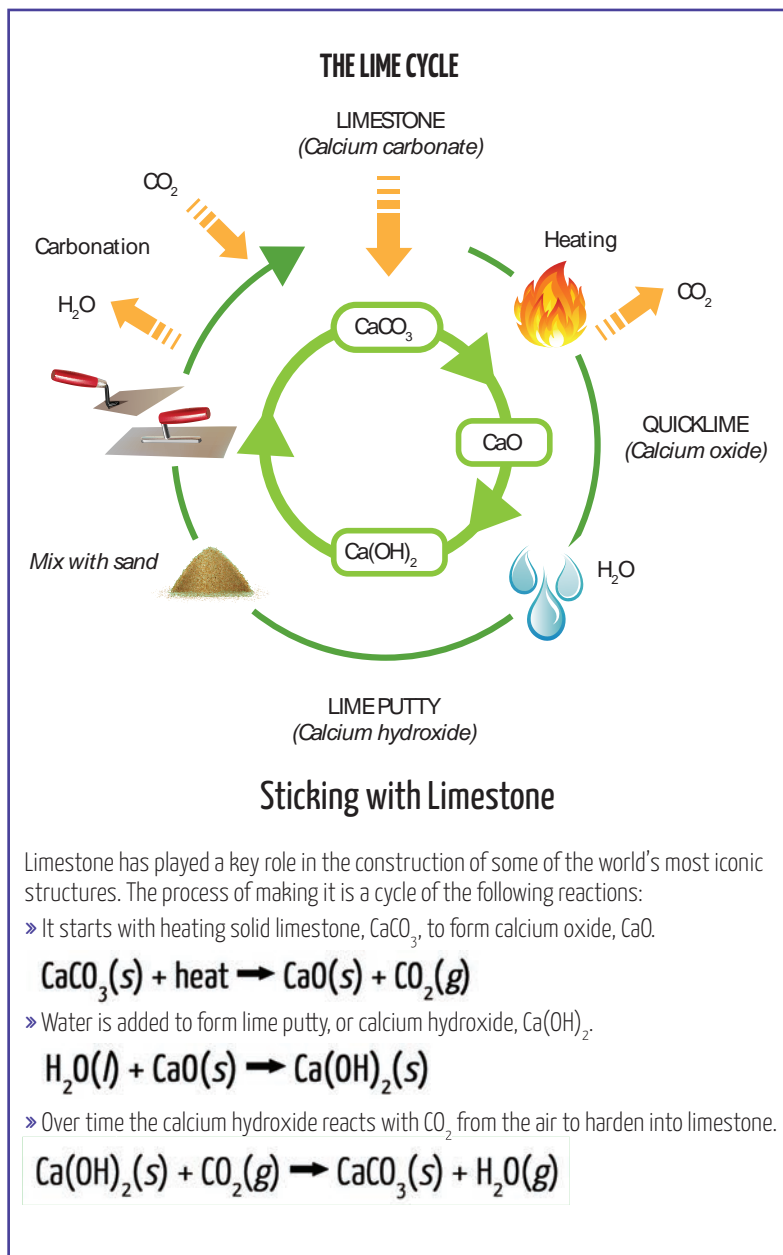 THE LIME CYCLE
LIMESTONE
(Calcium carbonate)
CO₂
Carbonation
H₂O
Heating
CO₂
CaCO₃
QUICKLIME
(Calcium oxide)
CaO
Ca(OH)₂
Mix with sand
H₂O
LIME PUTTY
(Calcium hydroxide)
Sticking with Limestone
Limestone has played a key role in the construction of some of the world's most iconic
structures. The process of making it is a cycle of the following reactions:
» It starts with heating solid limestone, CaCO₃, to form calcium oxide, CaO.
CaCO₃(s) + heat → CaO(s) + CO₂(g)
» Water is added to form lime putty, or calcium hydroxide, Ca(OH)₂.
H₂O(l) + CaO(s) → Ca(OH)₂(s)
» Over time the calcium hydroxide reacts with CO₂ from the air to harden into limestone.
Ca(OH)₂(s) + CO₂(g) → CaCO₃(s) + H₂O(g)